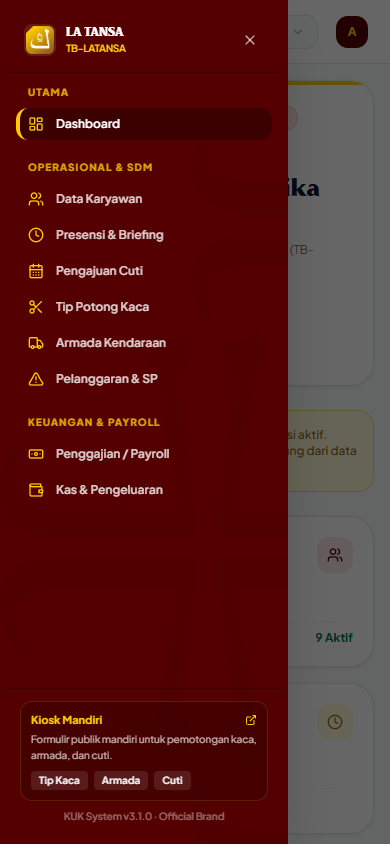 LA TANSA
TB-LATANSA
A
UTAMA
Dashboard
OPERASIONAL & SDM
Data Karyawan
Presensi & Briefing
Pengajuan Cuti
Tip Potong Kaca
Armada Kendaraan
Pelanggaran & SP
KEUANGAN & PAYROLL
Penggajian / Payroll
Kas & Pengeluaran
ika
(TB-
si aktif.
ng dari data
9 Aktif
Kiosk Mandiri
Formulir publik mandiri untuk pemotongan kaca,
armada, dan cuti.
Tip Kaca Armada Cuti
KUK System v3.1.0 · Official Brand